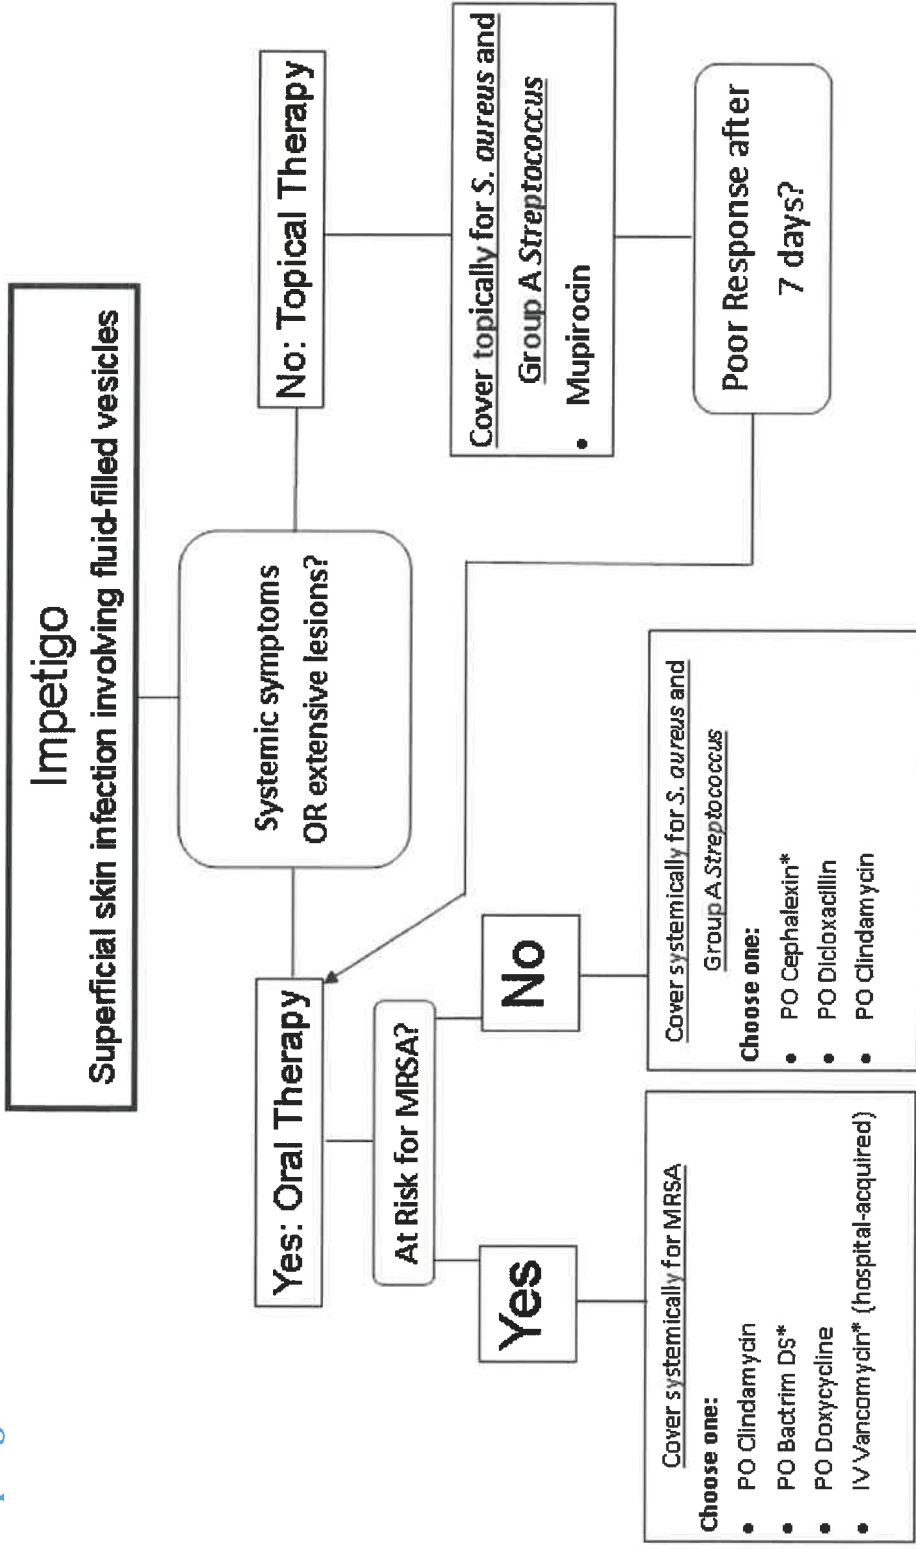 Impetigo
Superficial skin infection involving fluid-filled vesicles
Systemic symptoms
OR extensive lesions?
Yes: Oral Therapy
No: Topical Therapy
At Risk for MRSA?
Cover topically for S. aureus and
Group A Streptococcus
• Mupirocin
Yes
No
Poor Response after
7 days?
Cover systemically for MRSA
Choose one:
• PO Clindamycin
• PO Bactrim DS*
• PO Doxycycline
• IV Vancomycin* (hospital-acquired)
Cover systemically for S. aureus and
Group A Streptococcus
Choose one:
• PO Cephalexin*
• PO Dicloxacillin
• PO Clindamycin